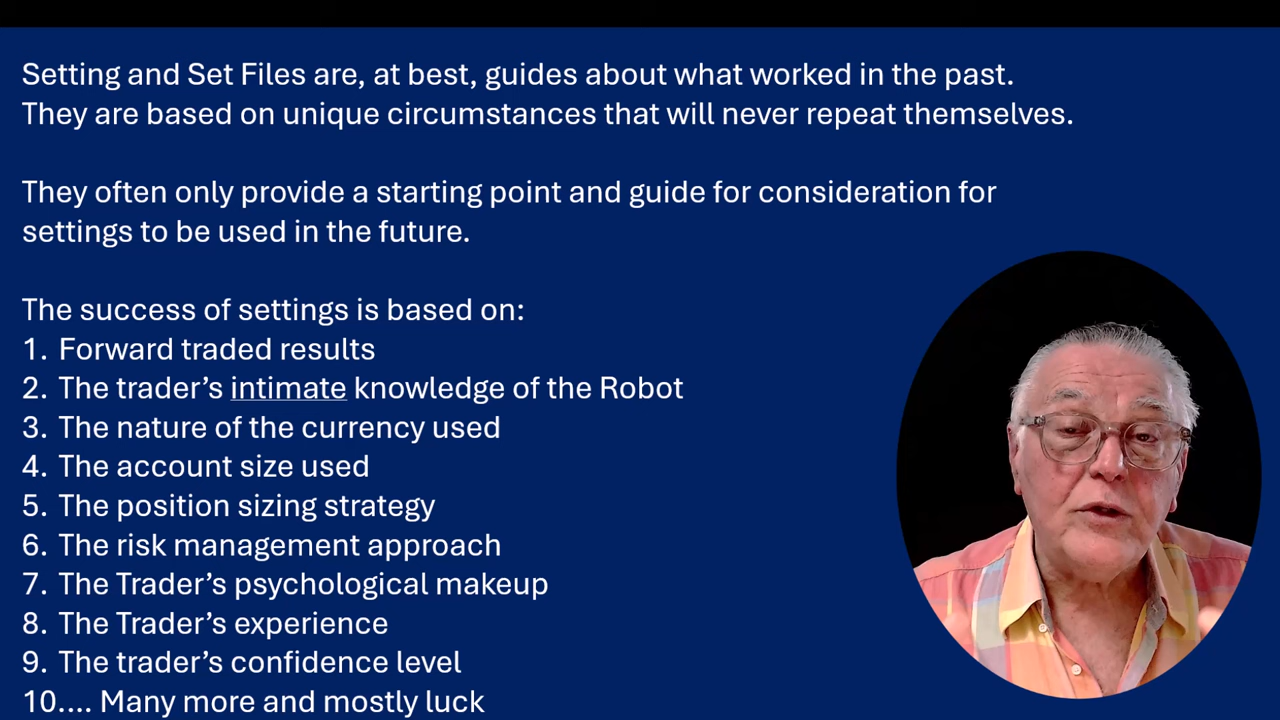 Setting and Set Files are, at best, guides about what worked in the past.
They are based on unique circumstances that will never repeat themselves.
They often only provide a starting point and guide for consideration for
settings to be used in the future.
The success of settings is based on:
1. Forward traded results
2. The trader’s intimate knowledge of the Robot
3. The nature of the currency used
4. The account size used
5. The position sizing strategy
6. The risk management approach
7. The Trader’s psychological makeup
8. The Trader’s experience
9. The trader’s confidence level
10.... Many more and mostly luck